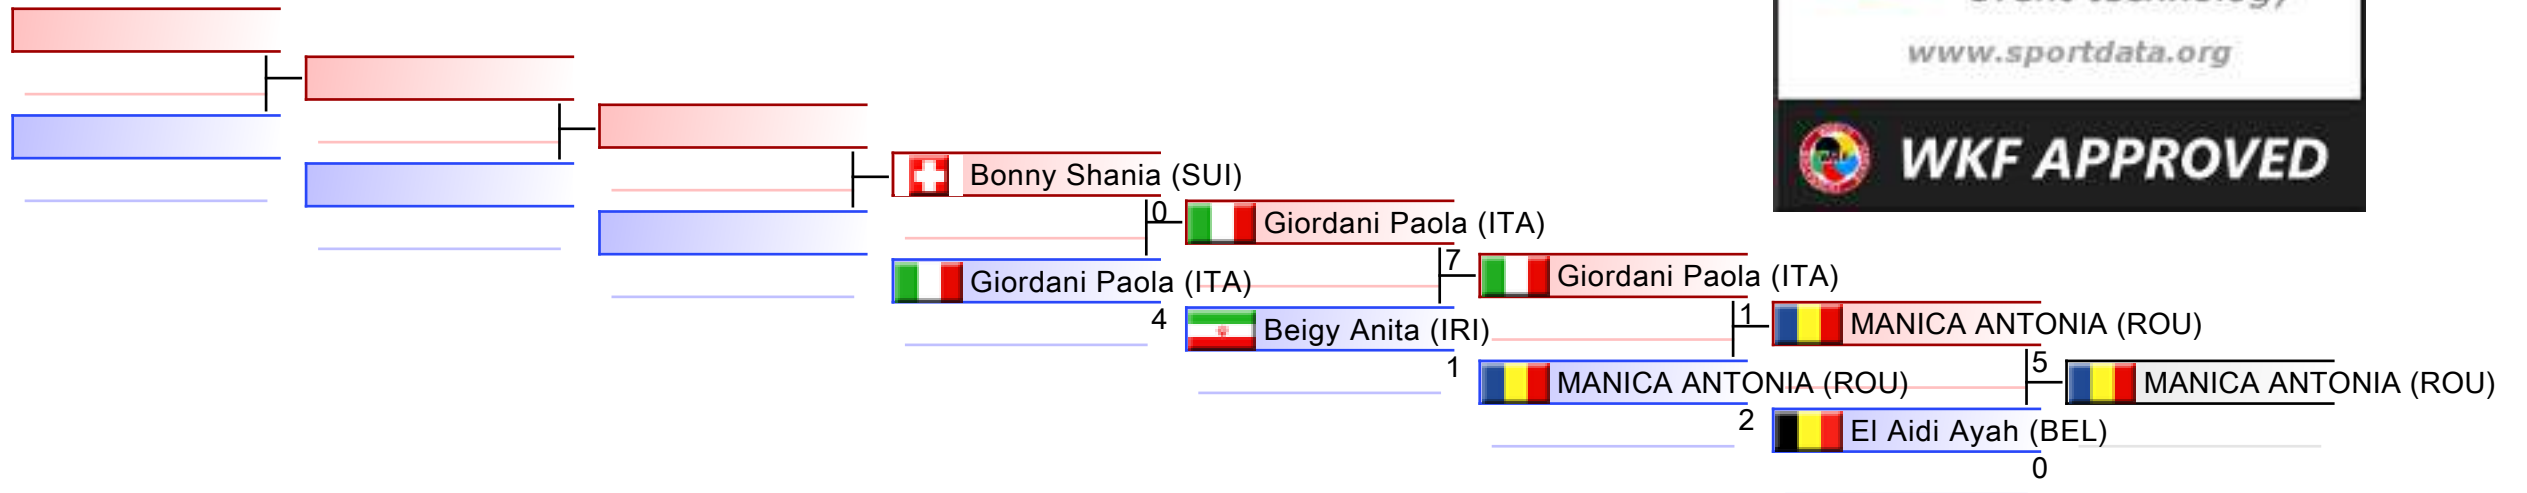 www.sportdata.org
WKF APPROVED
Bonny Shania (SUI)
0
Giordani Paola (ITA)
Giordani Paola (ITA)
4
7
Giordani Paola (ITA)
Beigy Anita (IRI)
1
1
MANICA ANTONIA (ROU)
MANICA ANTONIA (ROU)
2
5
MANICA ANTONIA (ROU)
El Aidi Ayah (BEL)
0